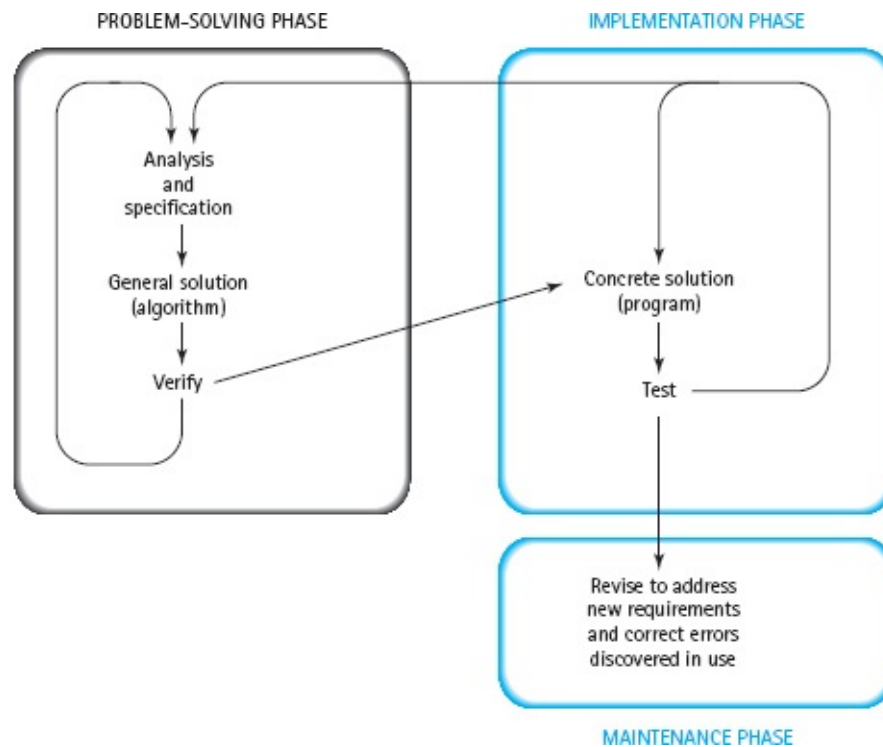 PROBLEM-SOLVING PHASE
Analysis
and
specification
General solution
(algorithm)
Verify
IMPLEMENTATION PHASE
Concrete solution
(program)
Test
Revise to address
new requirements
and correct errors
discovered in use
MAINTENANCE PHASE